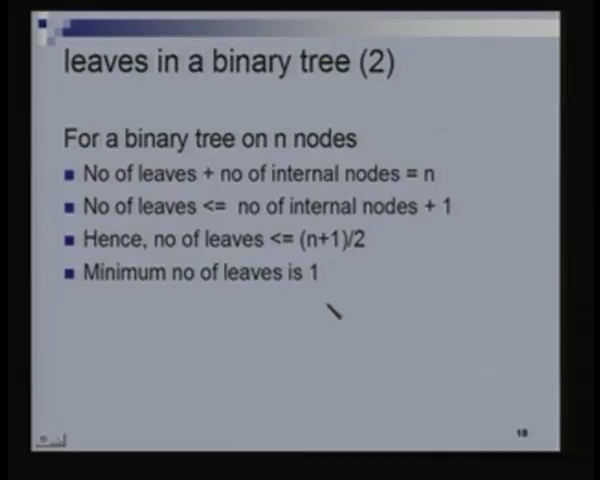 leaves in a binary tree (2)
For a binary tree on n nodes
No of leaves + no of internal nodes = n
No of leaves <= no of internal nodes + 1
Hence, no of leaves <= (n+1)/2
Minimum no of leaves is 1
18